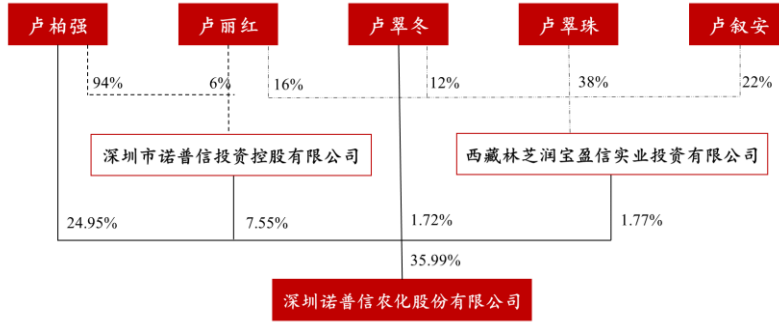 卢柏强
卢丽红
卢翠冬
卢翠珠
卢叙安
94%
6%
16%
12%
38%
22%
深圳市诺普信投资控股有限公司
西藏林芝润宝盈信实业投资有限公司
24.95%
7.55%
1.72%
1.77%
35.99%
深圳诺普信农化股份有限公司